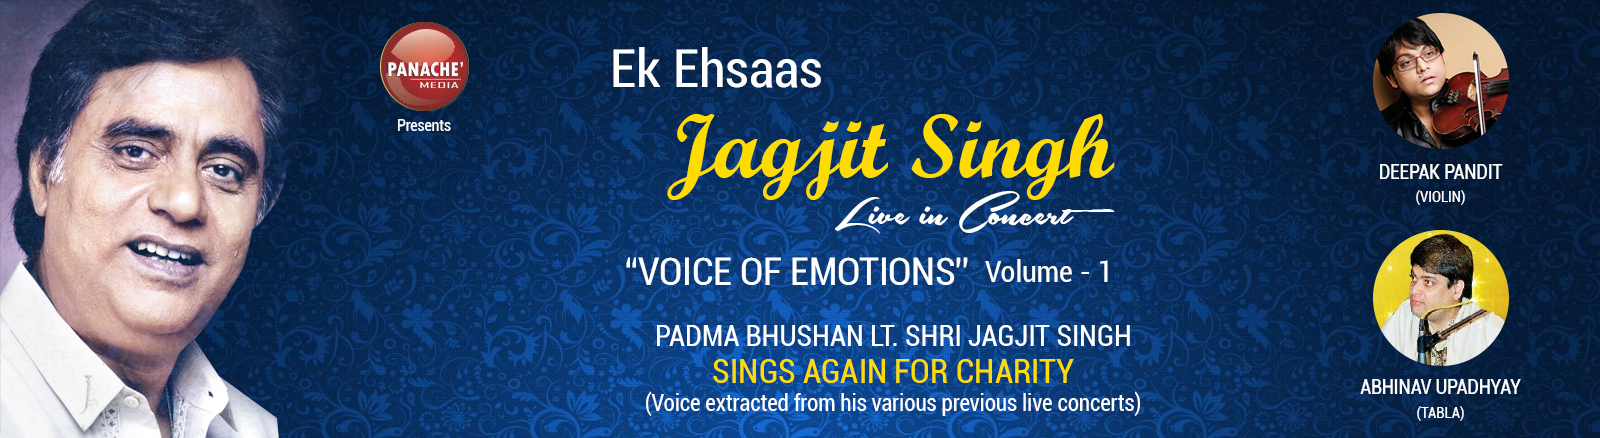 PANACHE'
MEDIA
Presents
Ek Ehsaas
Jagjit Singh
Live in Concert
“VOICE OF EMOTIONS” Volume - 1
PADMA BHUSHAN LT. SHRI JAGJIT SINGH
SINGS AGAIN FOR CHARITY
(Voice extracted from his various previous live concerts)
DEEPAK PANDIT
(VIOLIN)
ABHINAV UPADHYAY
(TABLA)